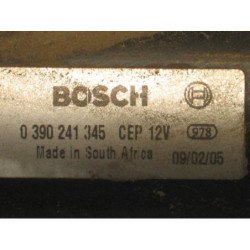 BOSCH
0 390 241 345 CEP 12V 978
Made in South Africa 09/02/05